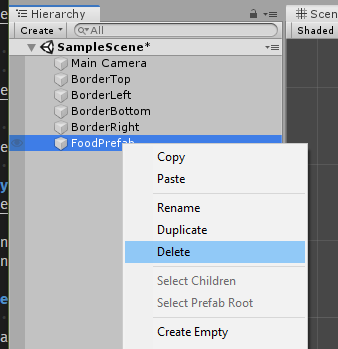 Hierarchy
Create
All
SampleScene*
Main Camera
BorderTop
BorderLeft
BorderBottom
BorderRight
FoodPrefab
Copy
Paste
Rename
Duplicate
Delete
Select Children
Select Prefab Root
Create Empty
# Scen
Shaded